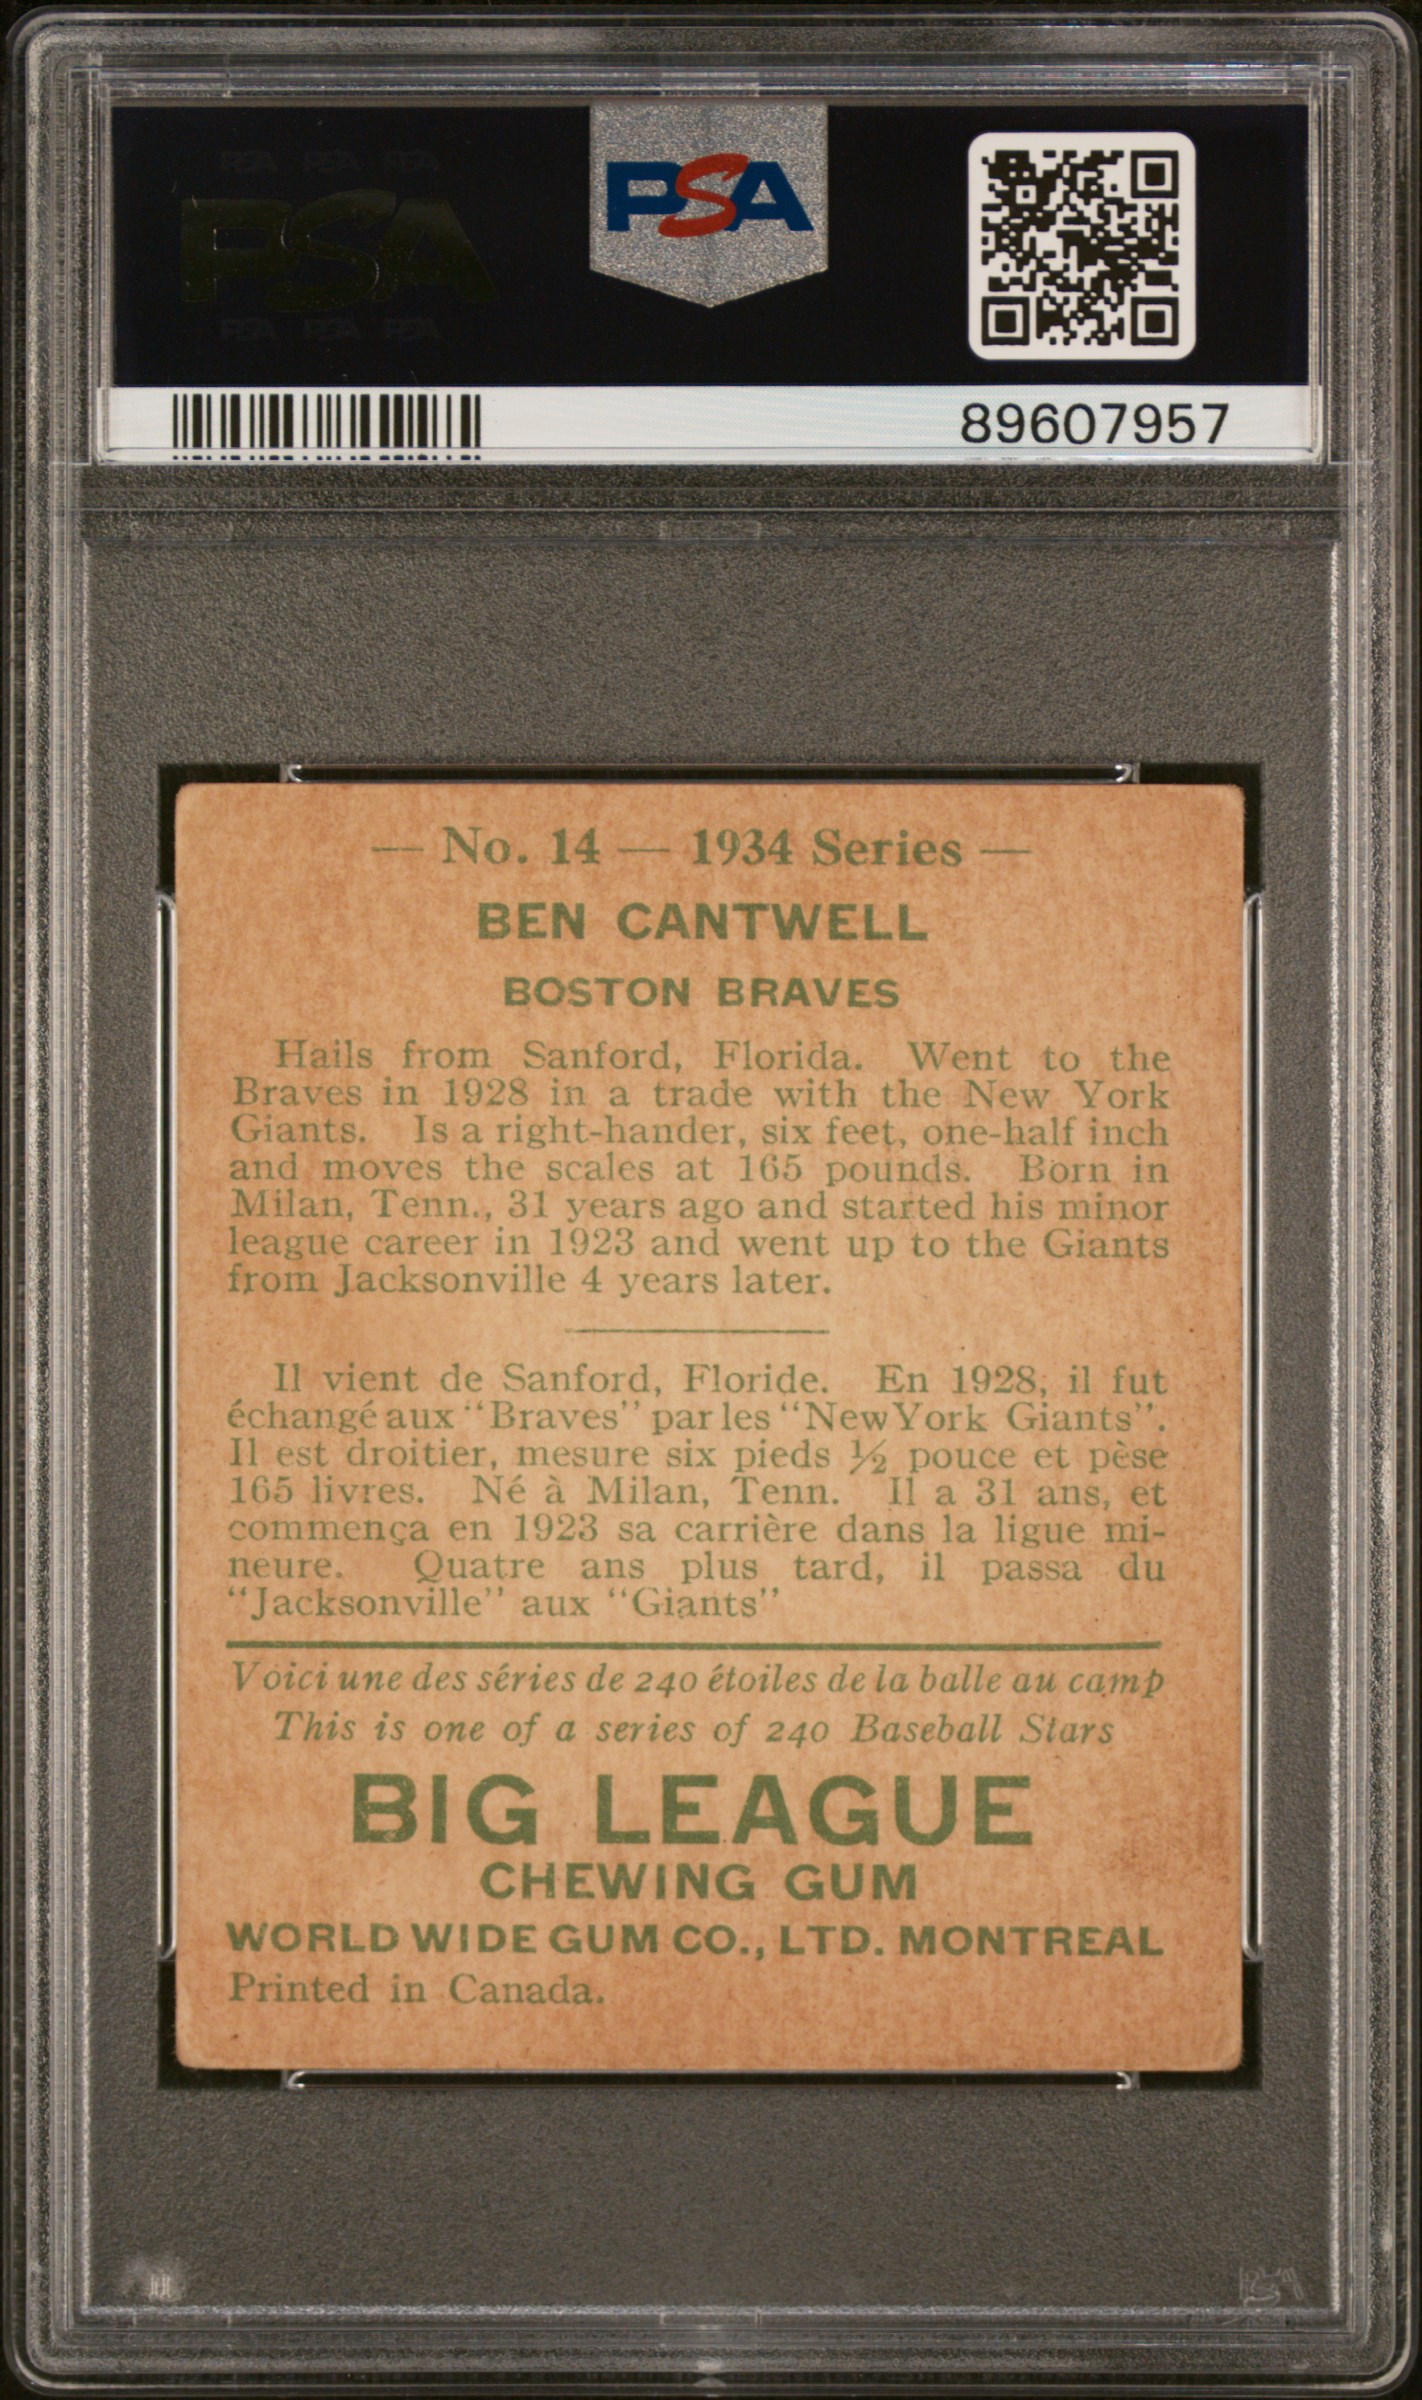 PSA PSA PSA
PSA
PSA PSA PSA
PSA
89607957
— No. 14 — 1934 Series —
BEN CANTWELL
BOSTON BRAVES
Hails from Sanford, Florida. Went to the
Braves in 1928 in a trade with the New York
Giants. Is a right-hander, six feet, one-half inch
and moves the scales at 165 pounds. Born in
Milan, Tenn., 31 years ago and started his minor
league career in 1923 and went up to the Giants
from Jacksonville 4 years later.
Il vient de Sanford, Floride. En 1928, il fut
échangé aux "Braves" par les "New York Giants".
Il est droitier, mesure six pieds ½ pouce et pèse
165 livres. Né à Milan, Tenn. Il a 31 ans, et
commença en 1923 sa carrière dans la ligue mi-
neure. Quatre ans plus tard, il passa du
"Jacksonville" aux "Giants"
Voici une des séries de 240 étoiles de la balle au camp
This is one of a series of 240 Baseball Stars
BIG LEAGUE
CHEWING GUM
WORLD WIDE GUM CO., LTD. MONTREAL
Printed in Canada.
PSA